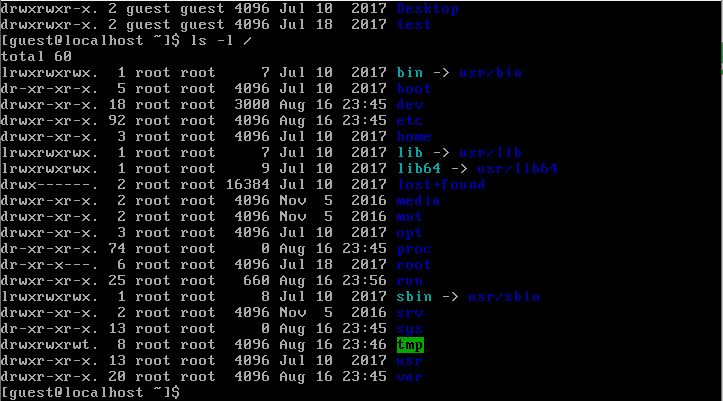 drwxrwxr-x. 2 guest guest 4096 Jul 10  2017 Desktop
drwxrwxr-x. 2 guest guest 4096 Jul 18  2017 test
[guest@localhost ~]$ ls -l /
total 60
lrwxrwxrwx.  1 root root     7 Jul 10  2017 bin -> usr/bin
dr-xr-xr-x.  5 root root  4096 Jul 10  2017 boot
drwxr-xr-x. 18 root root  3000 Aug 16 23:45 dev
drwxr-xr-x. 92 root root  4096 Aug 16 23:45 etc
drwxr-xr-x.  3 root root  4096 Jul 10  2017 home
lrwxrwxrwx.  1 root root     7 Jul 10  2017 lib -> usr/lib
lrwxrwxrwx.  1 root root     9 Jul 10  2017 lib64 -> usr/lib64
drwx------.  2 root root 16384 Jul 10  2017 lost+found
drwxr-xr-x.  2 root root  4096 Nov  5  2016 media
drwxr-xr-x.  2 root root  4096 Nov  5  2016 mnt
drwxr-xr-x.  3 root root  4096 Jul 10  2017 opt
dr-xr-xr-x. 74 root root     0 Aug 16 23:45 proc
dr-xr-x---.  6 root root  4096 Jul 18  2017 root
drwxr-xr-x. 25 root root   660 Aug 16 23:56 run
lrwxrwxrwx.  1 root root     8 Jul 10  2017 sbin -> usr/sbin
drwxr-xr-x.  2 root root  4096 Nov  5  2016 srv
dr-xr-xr-x. 13 root root     0 Aug 16 23:45 sys
drwxrwxrwt.  8 root root  4096 Aug 16 23:46 tmp
drwxr-xr-x. 13 root root  4096 Jul 10  2017 usr
drwxr-xr-x. 20 root root  4096 Aug 16 23:45 var
[guest@localhost ~]$